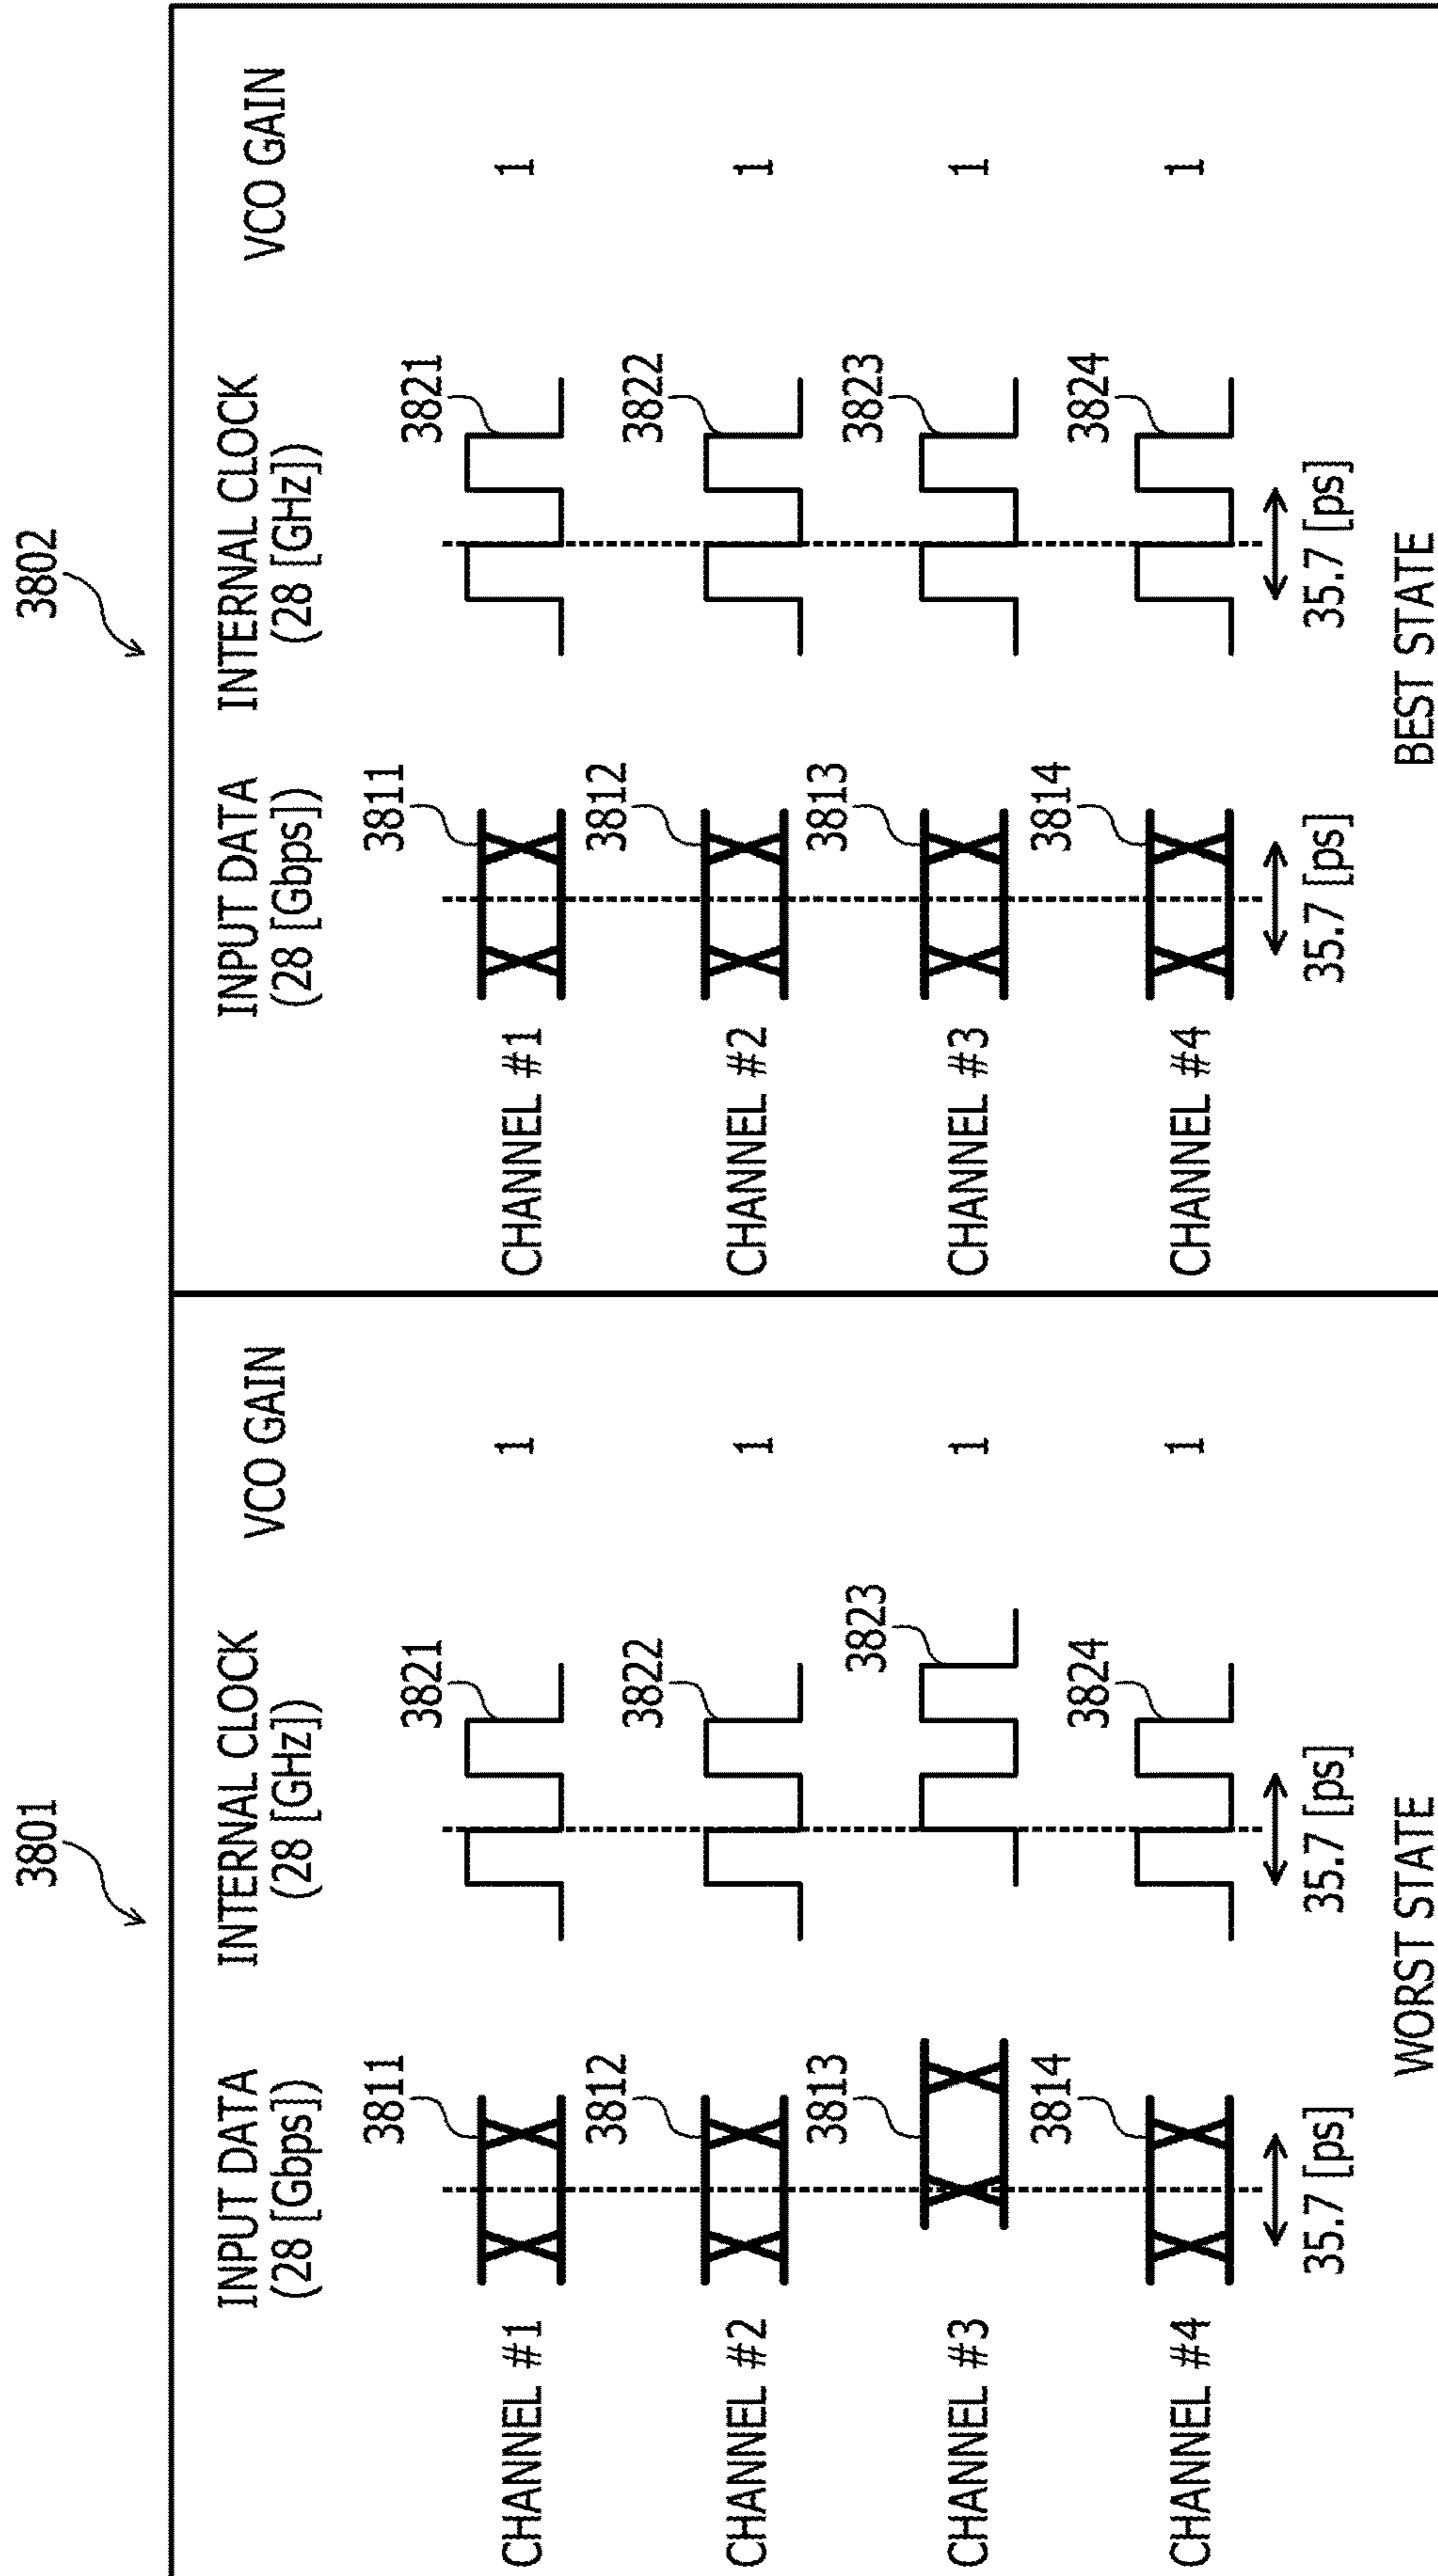 3801
INPUT DATA
(28 [Gbps])
INTERNAL CLOCK
(28 [GHz])
VCO GAIN
CHANNEL #1
3811
3821
1
CHANNEL #2
3812
3822
1
CHANNEL #3
3813
3823
1
CHANNEL #4
3814
3824
1
35.7 [ps]
35.7 [ps]
WORST STATE
3802
INPUT DATA
(28 [Gbps])
INTERNAL CLOCK
(28 [GHz])
VCO GAIN
CHANNEL #1
3811
3821
1
CHANNEL #2
3812
3822
1
CHANNEL #3
3813
3823
1
CHANNEL #4
3814
3824
1
35.7 [ps]
35.7 [ps]
BEST STATE